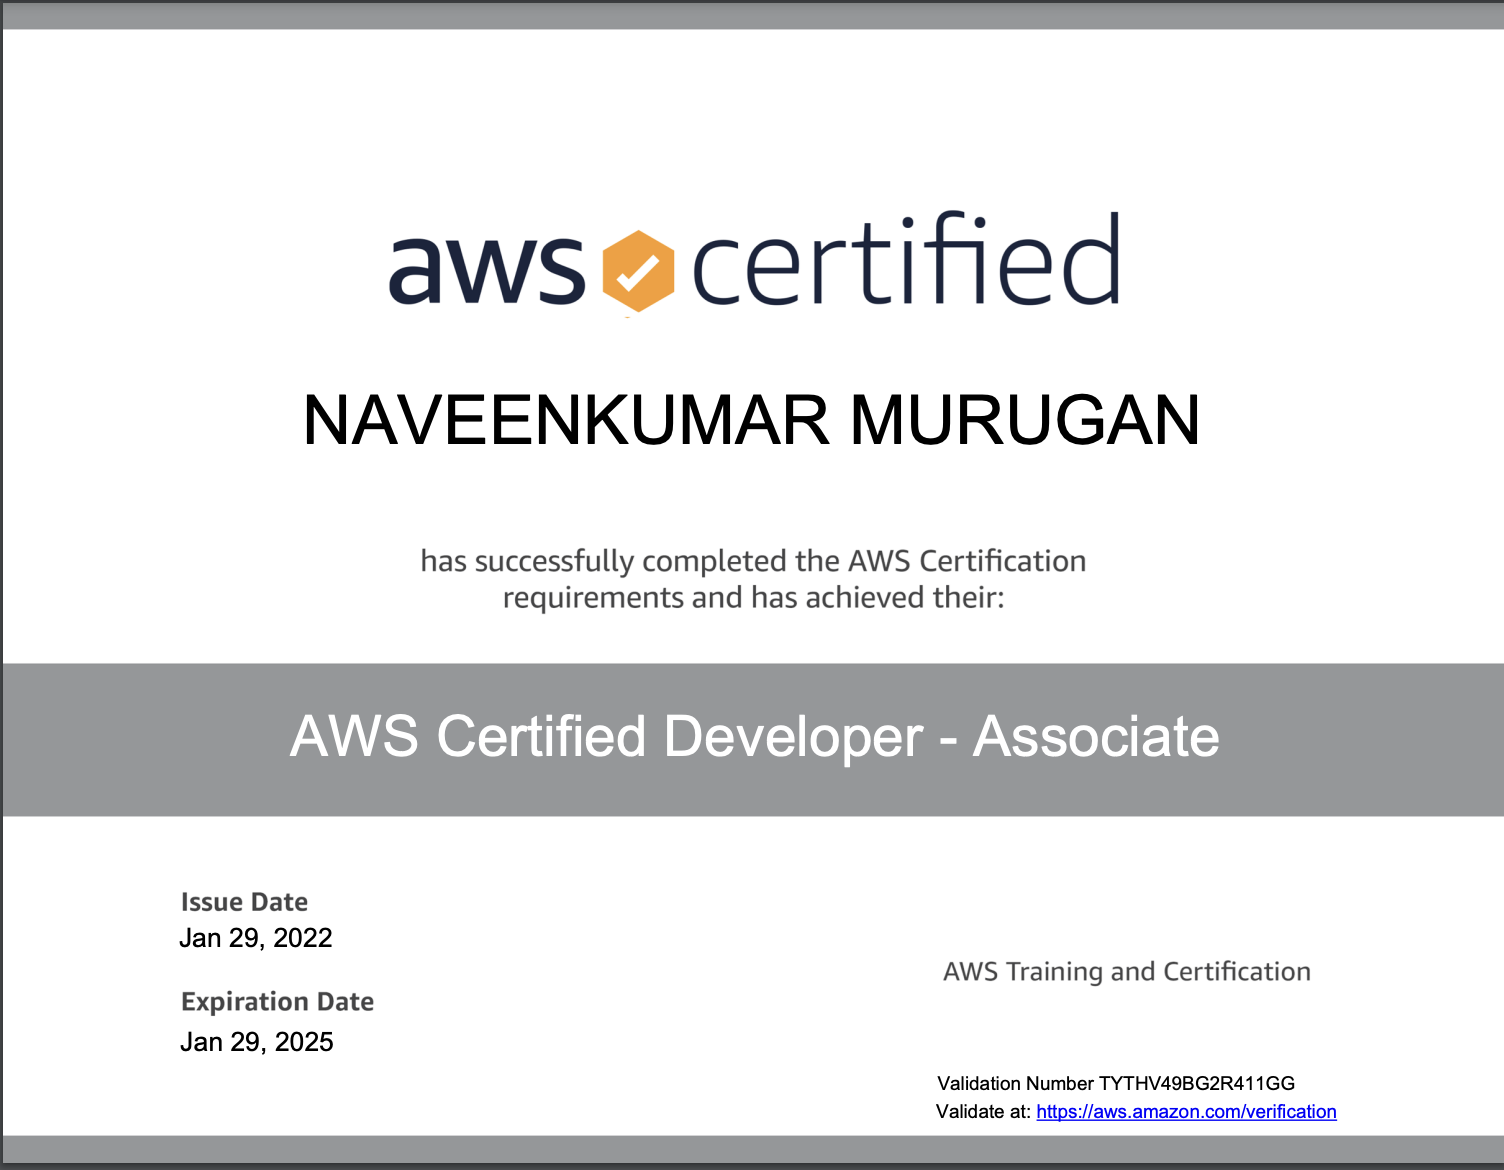 aws certified
NAVEENKUMAR MURUGAN
has successfully completed the AWS Certification
requirements and has achieved their:
AWS Certified Developer - Associate
Issue Date
Jan 29, 2022
Expiration Date
Jan 29, 2025
AWS Training and Certification
Validation Number TYTHV49BG2R411GG
Validate at: https://aws.amazon.com/verification